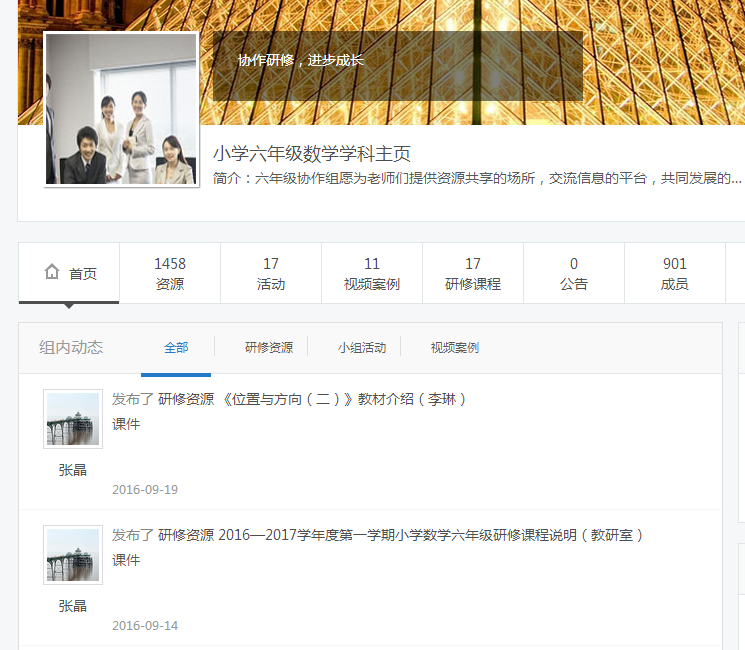 协作研修，进步成长
小学六年级数学学科主页
简介：六年级协作组愿为老师们提供资源共享的场所，交流信息的平台，共同发展的...
首页
1458
资源
17
活动
11
视频案例
17
研修课程
0
公告
901
成员
组内动态
全部
研修资源
小组活动
视频案例
发布了 研修资源 《位置与方向（二）》教材介绍（李琳）
课件
张晶
2016-09-19
发布了 研修资源 2016—2017学年度第一学期小学数学六年级研修课程说明（教研室）
课件
张晶
2016-09-14